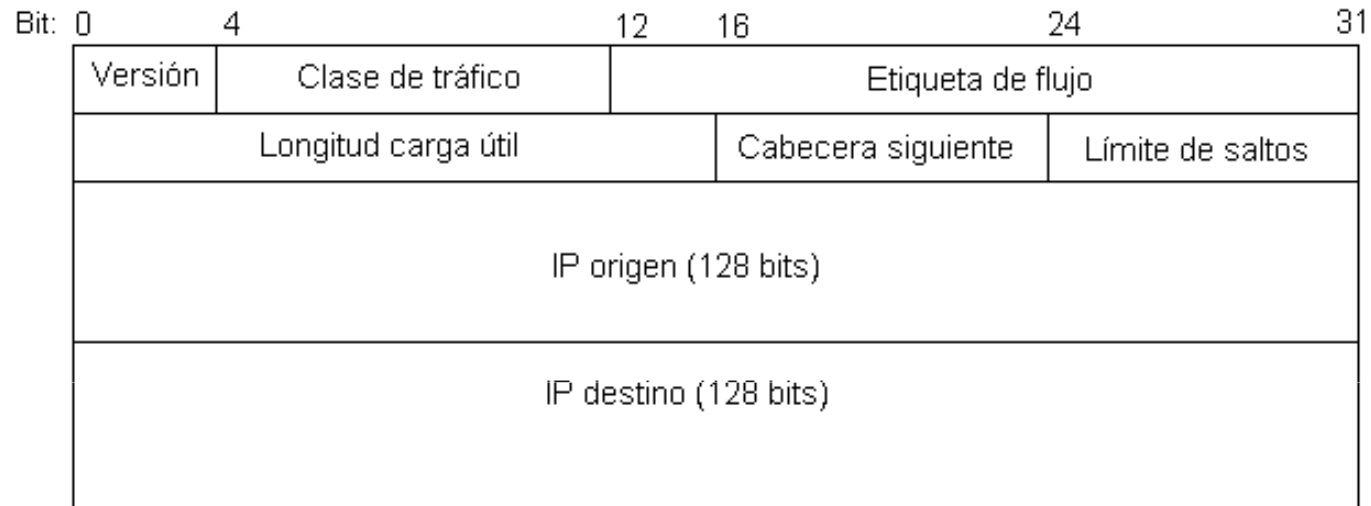 Bit: 0 4 12 16 24 31
Versión Clase de tráfico Etiqueta de flujo
Longitud carga útil Cabecera siguiente Límite de saltos
IP origen (128 bits)
IP destino (128 bits)